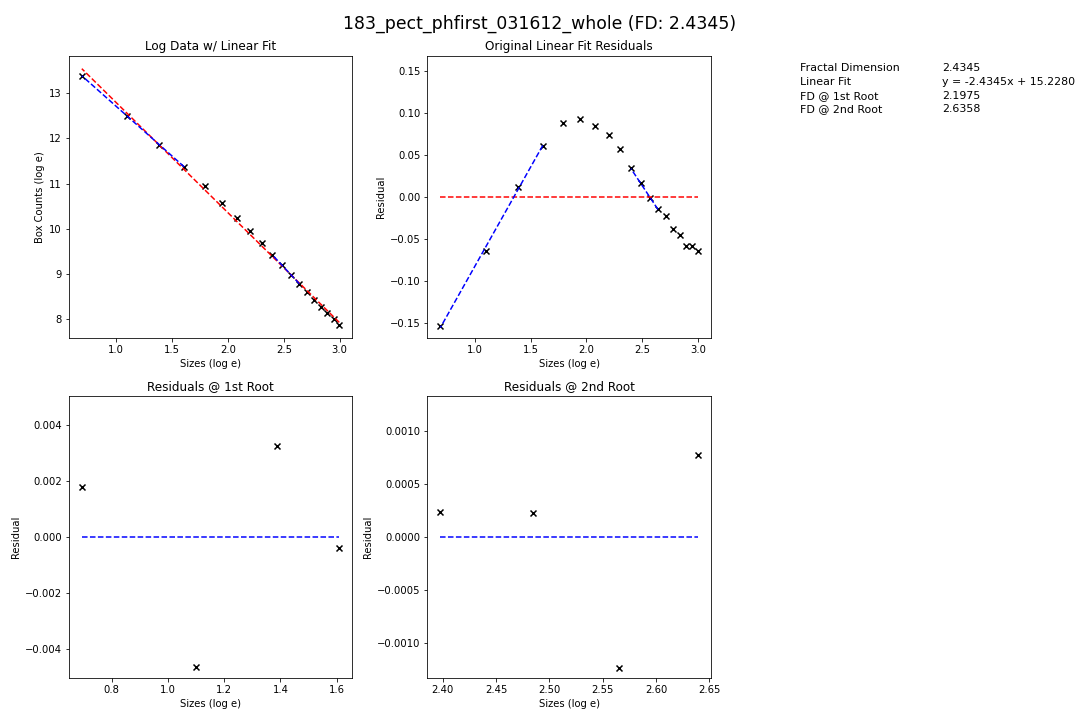 183_pect_phfirst_031612_whole (FD: 2.4345)
Log Data w/ Linear Fit
13
12
11
10
9
8
Box Counts (log e)
1.0 1.5 2.0 2.5 3.0
Sizes (log e)
Original Linear Fit Residuals
0.15
0.10
0.05
0.00
−0.05
−0.10
−0.15
Residual
1.0 1.5 2.0 2.5 3.0
Sizes (log e)
Fractal Dimension 2.4345
Linear Fit y = -2.4345x + 15.2280
FD @ 1st Root 2.1975
FD @ 2nd Root 2.6358
Residuals @ 1st Root
0.004
0.002
0.000
−0.002
−0.004
Residual
0.8 1.0 1.2 1.4 1.6
Sizes (log e)
Residuals @ 2nd Root
0.0010
0.0005
0.0000
−0.0005
−0.0010
Residual
2.40 2.45 2.50 2.55 2.60 2.65
Sizes (log e)